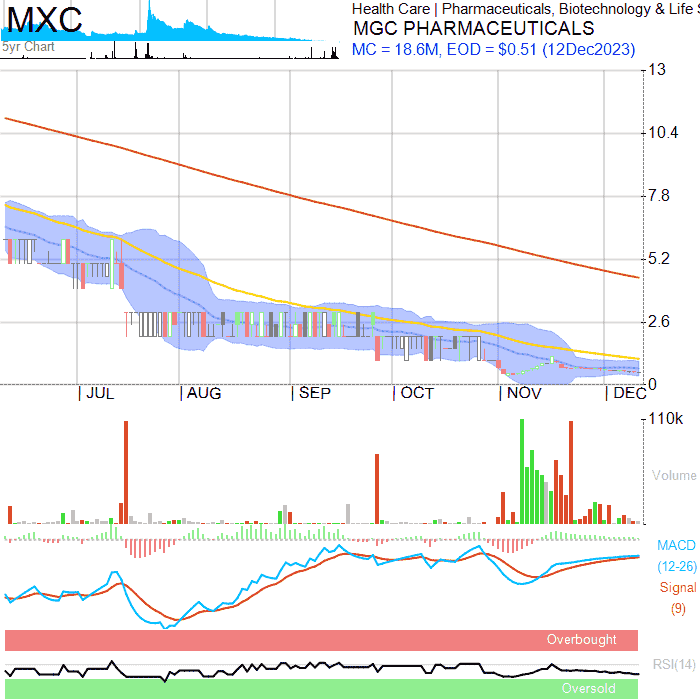 MXC
Health Care | Pharmaceuticals, Biotechnology & Life S
MGC PHARMACEUTICALS
MC = 18.6M, EOD = $0.51 (12Dec2023)
5yr Chart
13
10.4
7.8
5.2
2.6
0
JUL AUG SEP OCT NOV DEC
110k
Volume
MACD
(12-26)
Signal
(9)
Overbought
RSI(14)
Oversold